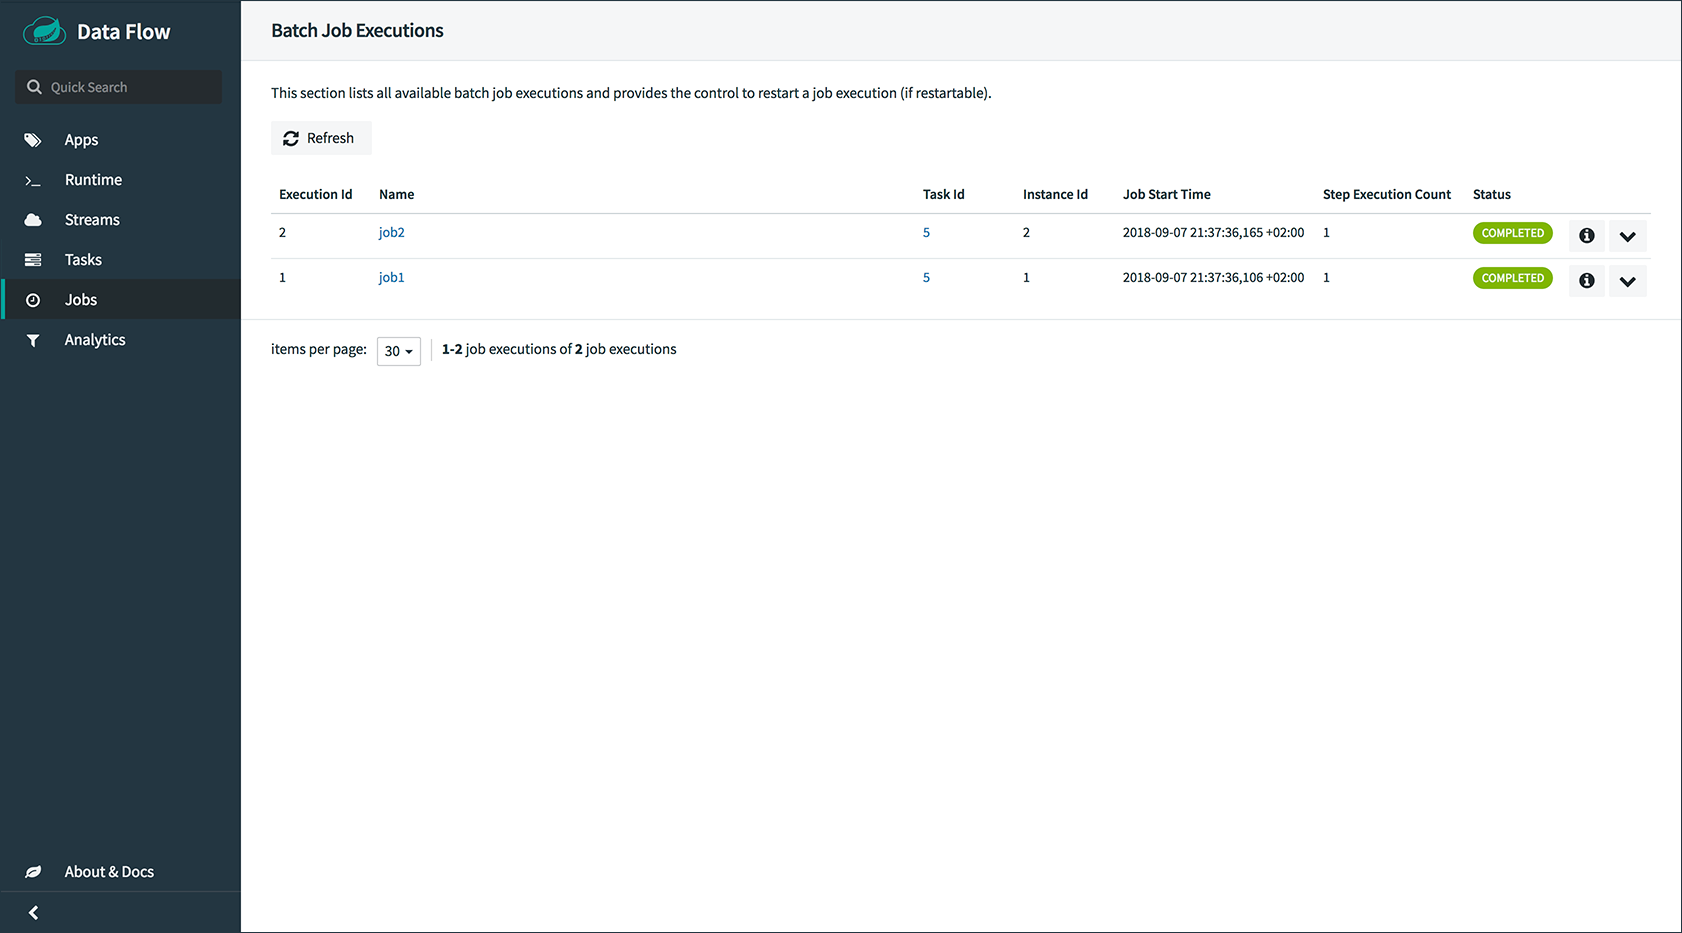 Data Flow
Quick Search
Apps
Runtime
Streams
Tasks
Jobs
Analytics
About & Docs
Batch Job Executions
This section lists all available batch job executions and provides the control to restart a job execution (if restartable).
Refresh
Execution Id Name Task Id Instance Id Job Start Time Step Execution Count Status
2 job2 5 2 2018-09-07 21:37:36,165 +02:00 1 COMPLETED
1 job1 5 1 2018-09-07 21:37:36,106 +02:00 1 COMPLETED
items per page: 30 1-2 job executions of 2 job executions